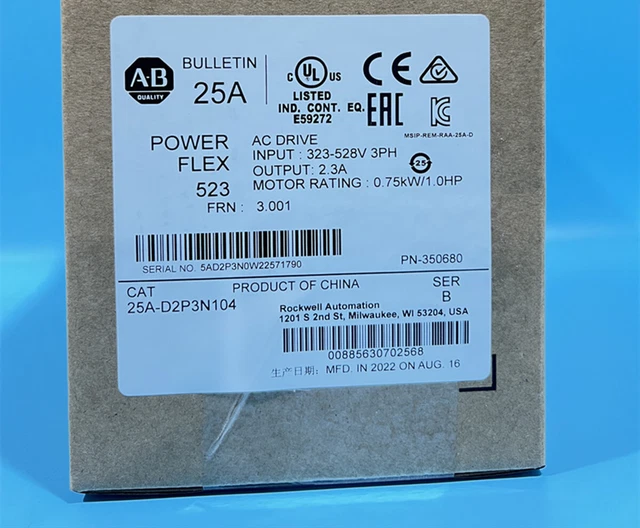 A-B
QUALITY
BULLETIN
25A
C UL US
LISTED
IND. CONT. EQ.
E59272
CE
EAC
MSIP-REM-RAA-25A-D
POWER
FLEX
523
FRN : 3.001
AC DRIVE
INPUT : 323-528V 3PH
OUTPUT : 2.3A
MOTOR RATING : 0.75kW/1.0HP
25
SERIAL NO. 5AD2P3N0W22571790
PN-350680
CAT
25A-D2P3N104
PRODUCT OF CHINA
SER
B
Rockwell Automation
1201 S 2nd St, Milwaukee, WI 53204, USA
00885630702568
生产日期: MFD. IN 2022 ON AUG. 16